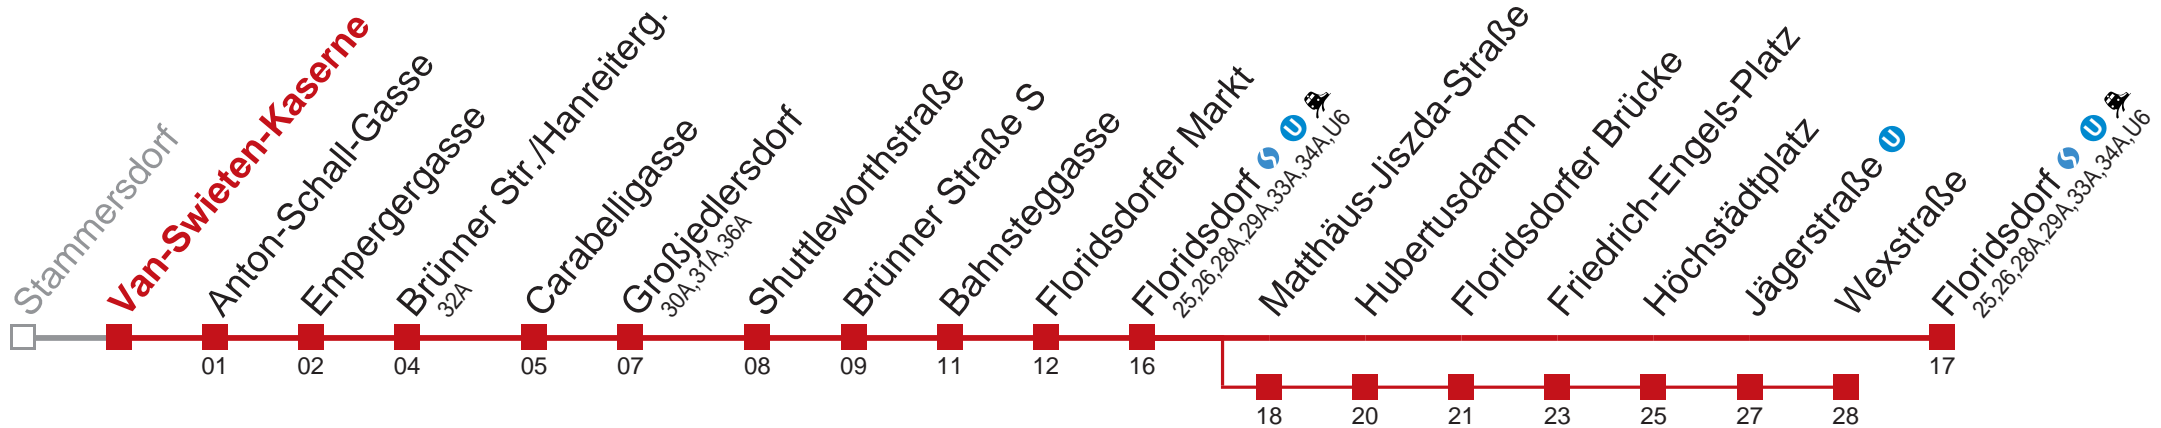 Stammersdorf
Van-Swieten-Kaserne
Anton-Schall-Gasse
Empergergasse
Brünner Str./Hanreiterg.
32A
Carabelligasse
Großjedlersdorf
30A,31A,36A
Shuttleworthstraße
Brünner Straße S
Bahnsteggasse
Floridsdorfer Markt
Floridsdorf U
25,26,28A,29A,33A,34A,U6
Matthäus-Jiszda-Straße
Hubertusdamm
Floridsdorfer Brücke
Friedrich-Engels-Platz
Höchstädtplatz
Jägerstraße U
Wexstraße
Floridsdorf U
25,26,28A,29A,33A,34A,U6
01 02 04 05 07 08 09 11 12 16 17
18 20 21 23 25 27 28